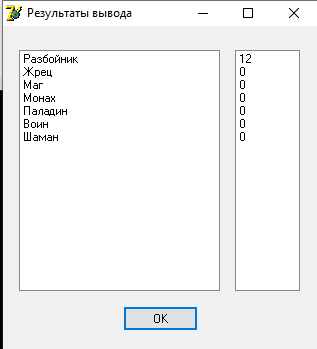 Результаты вывода
Разбойник 12
Жрец 0
Маг 0
Монах 0
Паладин 0
Воин 0
Шаман 0
OK